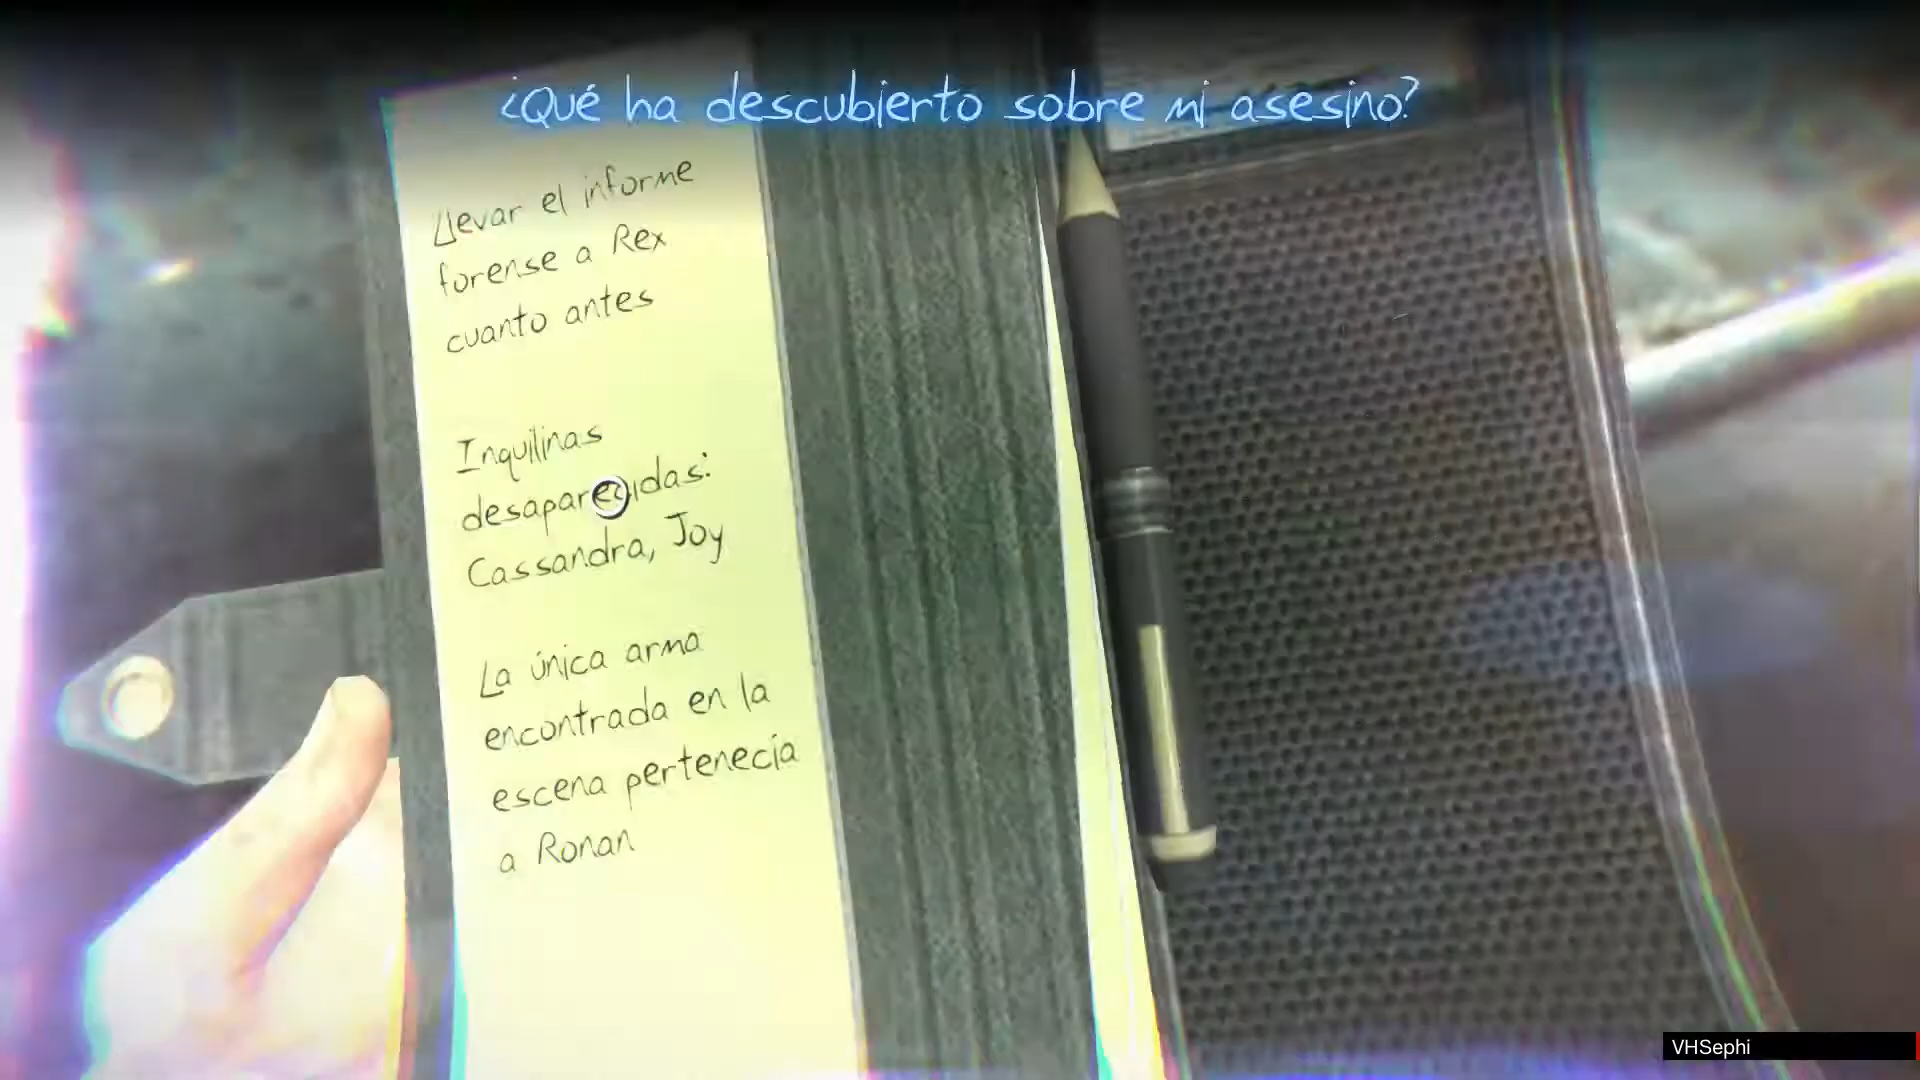 ¿Qué ha descubierto sobre mi asesino?
Llevar el informe
forense a Rex
cuanto antes
Inquilinas
desaparecidas:
Cassandra, Joy
La única arma
encontrada en la
escena pertenecía
a Ronan
VHSephi